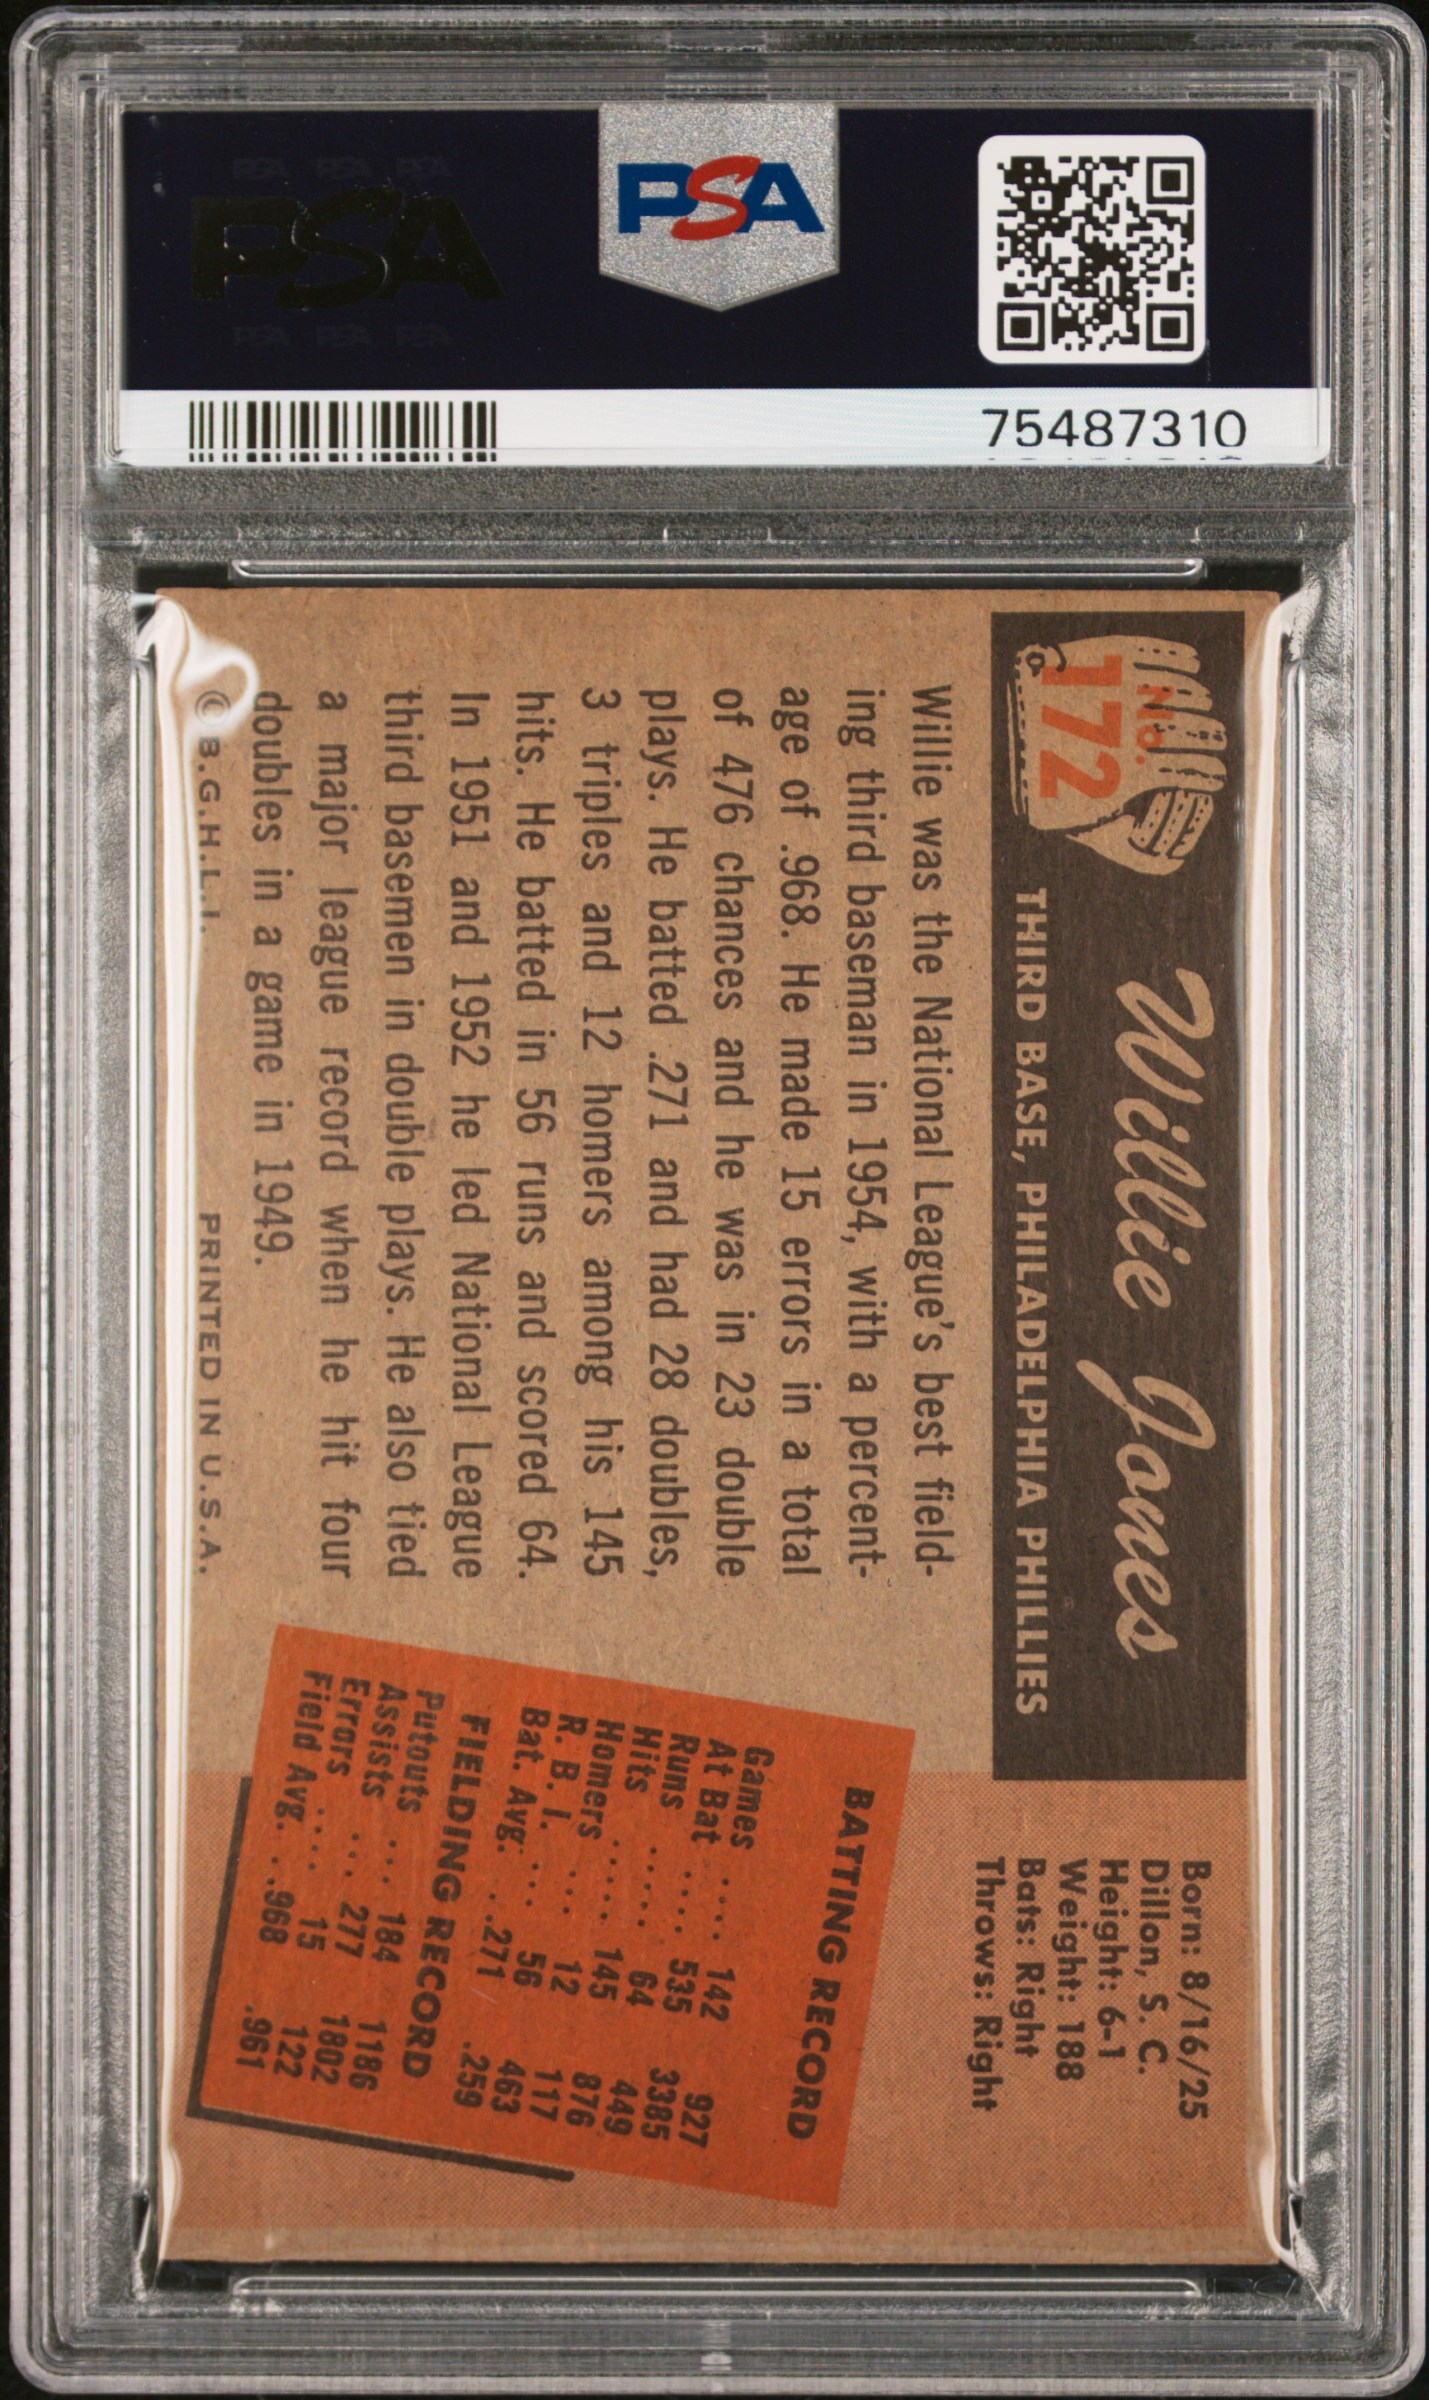 PSA PSA PSA
PSA
PSA PSA PSA
PSA
75487310
No.
172
Willie Jones
THIRD BASE, PHILADELPHIA PHILLIES
Born: 8/16/25
Dillon, S. C.
Height: 6-1
Weight: 188
Bats: Right
Throws: Right
Willie was the National League's best field-
ing third baseman in 1954, with a percent-
age of .968. He made 15 errors in a total
of 476 chances and he was in 23 double
plays. He batted .271 and had 28 doubles,
3 triples and 12 homers among his 145
hits. He batted in 56 runs and scored 64.
In 1951 and 1952 he led National League
third basemen in double plays. He also tied
a major league record when he hit four
doubles in a game in 1949.
© B.G.H.L.I. PRINTED IN U.S.A.
BATTING RECORD
Games .... 142 927
At Bat .... 535 3385
Runs ..... 64 449
Hits ..... 145 876
Homers ... 12 117
R. B. I. ... 56 463
Bat. Avg. ..271 .259
FIELDING RECORD
Putouts ... 184 1186
Assists ... 277 1802
Errors .... 15 122
Field Avg. ..968 .961